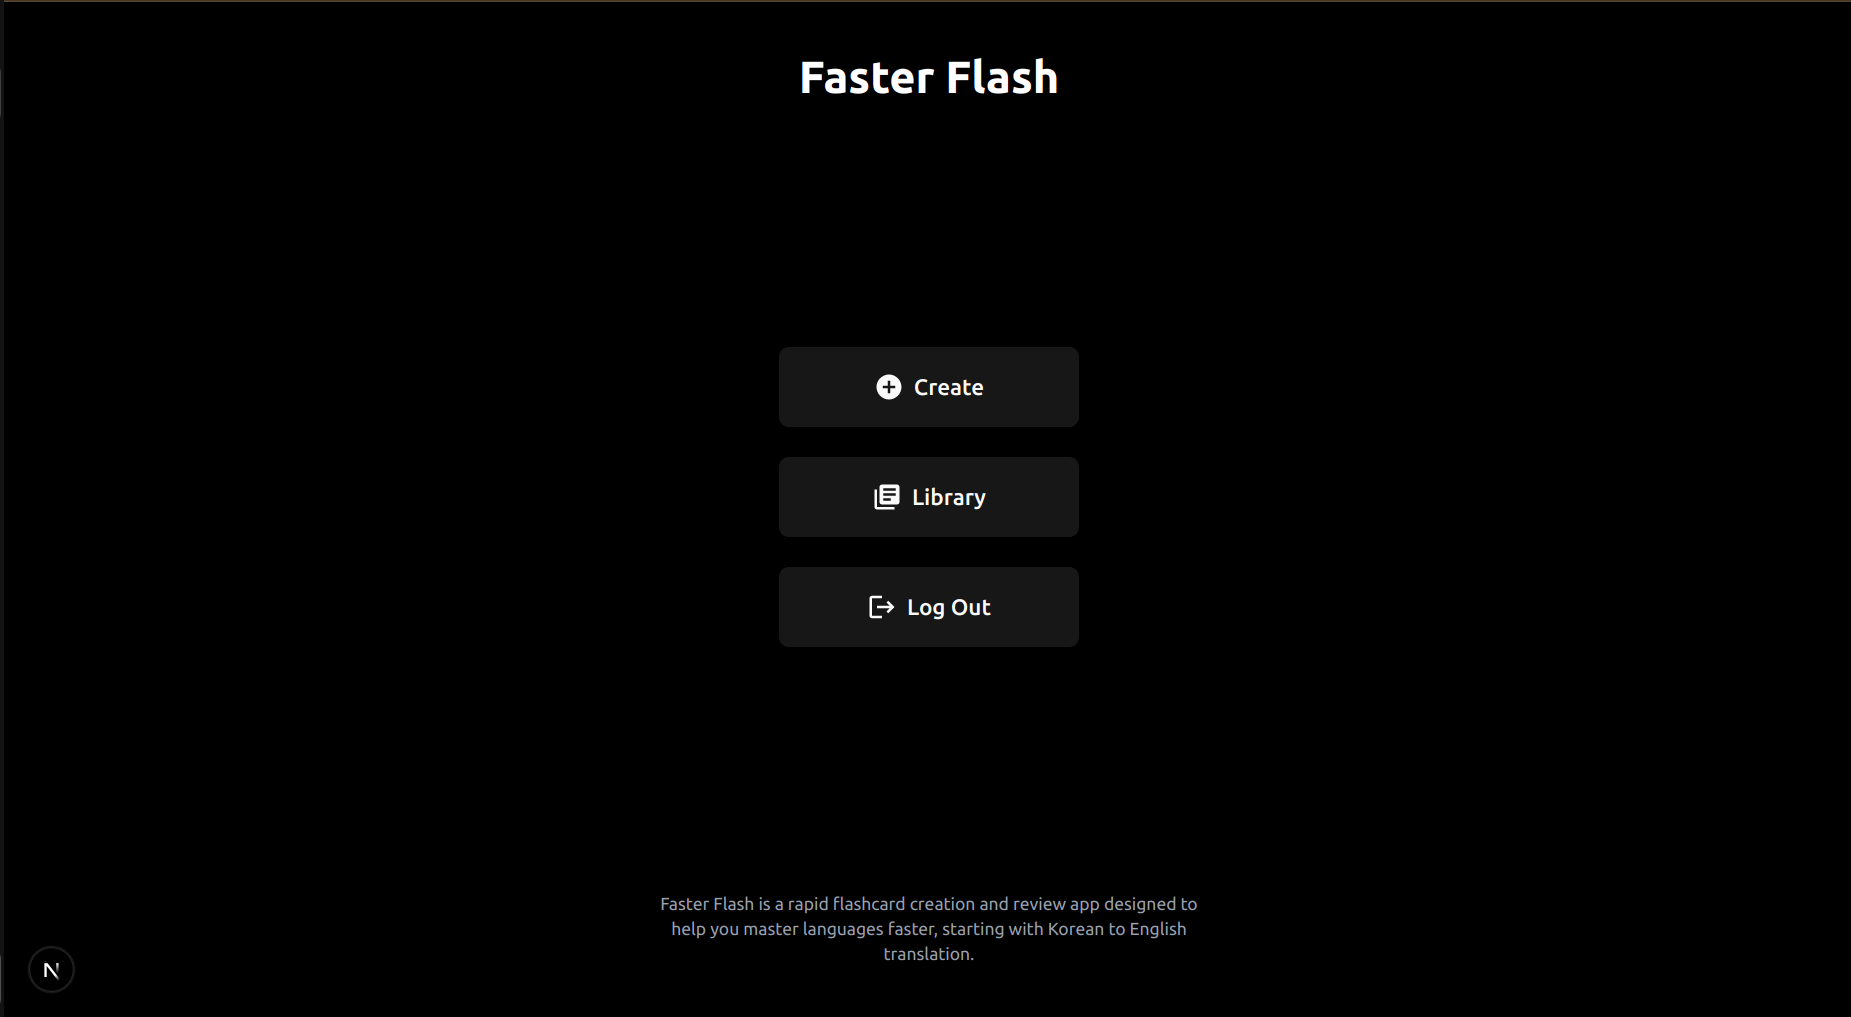 Faster Flash
Create
Library
Log Out
Faster Flash is a rapid flashcard creation and review app designed to
help you master languages faster, starting with Korean to English
translation.
N